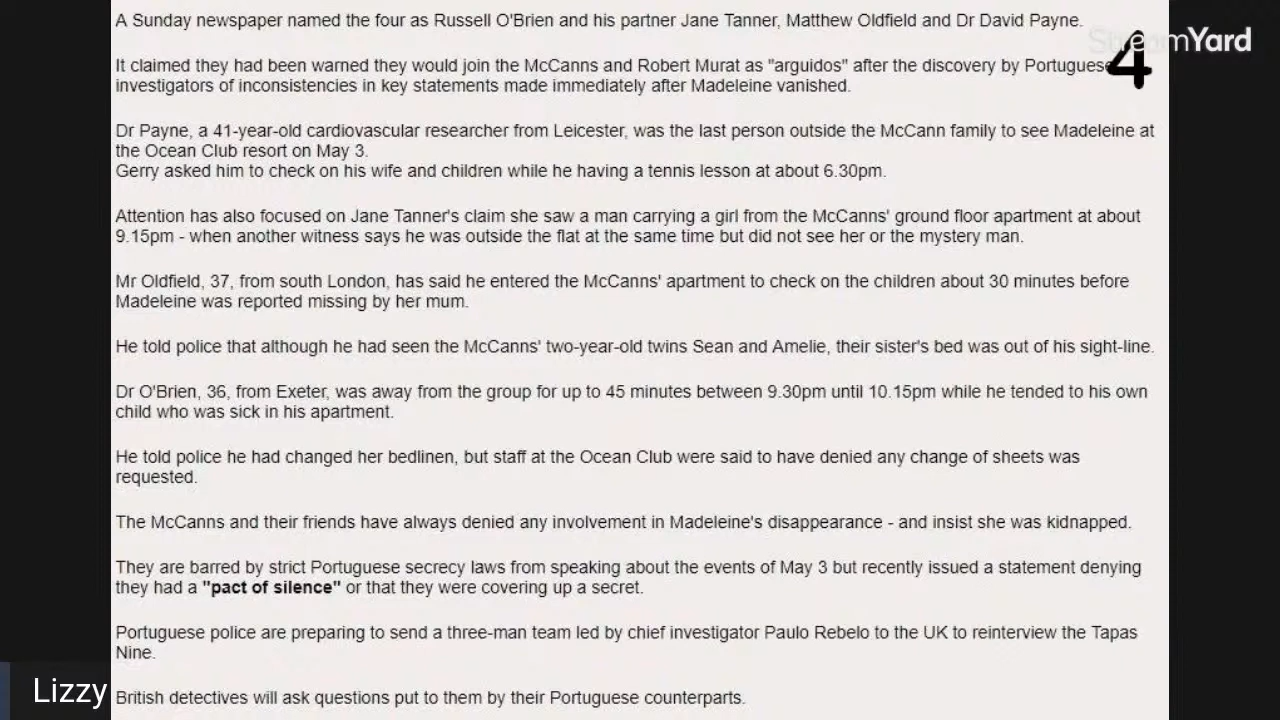 A Sunday newspaper named the four as Russell O'Brien and his partner Jane Tanner, Matthew Oldfield and Dr David Payne.
StreamYard
4
It claimed they had been warned they would join the McCanns and Robert Murat as "arguidos" after the discovery by Portuguese
investigators of inconsistencies in key statements made immediately after Madeleine vanished.
Dr Payne, a 41-year-old cardiovascular researcher from Leicester, was the last person outside the McCann family to see Madeleine at
the Ocean Club resort on May 3.
Gerry asked him to check on his wife and children while he having a tennis lesson at about 6.30pm.
Attention has also focused on Jane Tanner's claim she saw a man carrying a girl from the McCanns' ground floor apartment at about
9.15pm - when another witness says he was outside the flat at the same time but did not see her or the mystery man.
Mr Oldfield, 37, from south London, has said he entered the McCanns' apartment to check on the children about 30 minutes before
Madeleine was reported missing by her mum.
He told police that although he had seen the McCanns' two-year-old twins Sean and Amelie, their sister's bed was out of his sight-line.
Dr O'Brien, 36, from Exeter, was away from the group for up to 45 minutes between 9.30pm until 10.15pm while he tended to his own
child who was sick in his apartment.
He told police he had changed her bedlinen, but staff at the Ocean Club were said to have denied any change of sheets was
requested.
The McCanns and their friends have always denied any involvement in Madeleine's disappearance - and insist she was kidnapped.
They are barred by strict Portuguese secrecy laws from speaking about the events of May 3 but recently issued a statement denying
they had a "pact of silence" or that they were covering up a secret.
Portuguese police are preparing to send a three-man team led by chief investigator Paulo Rebelo to the UK to reinterview the Tapas
Nine.
British detectives will ask questions put to them by their Portuguese counterparts.
Lizzy